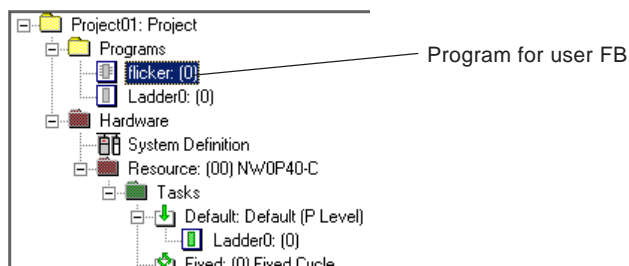 Project01: Project
Programs
Program for user FB
flicker: (0)
Ladder0: (0)
Hardware
System Definition
Resource: (00) NW0P40-C
Tasks
Default: Default (P Level)
Ladder0: (0)
Fixed: (0) Fixed Cycle